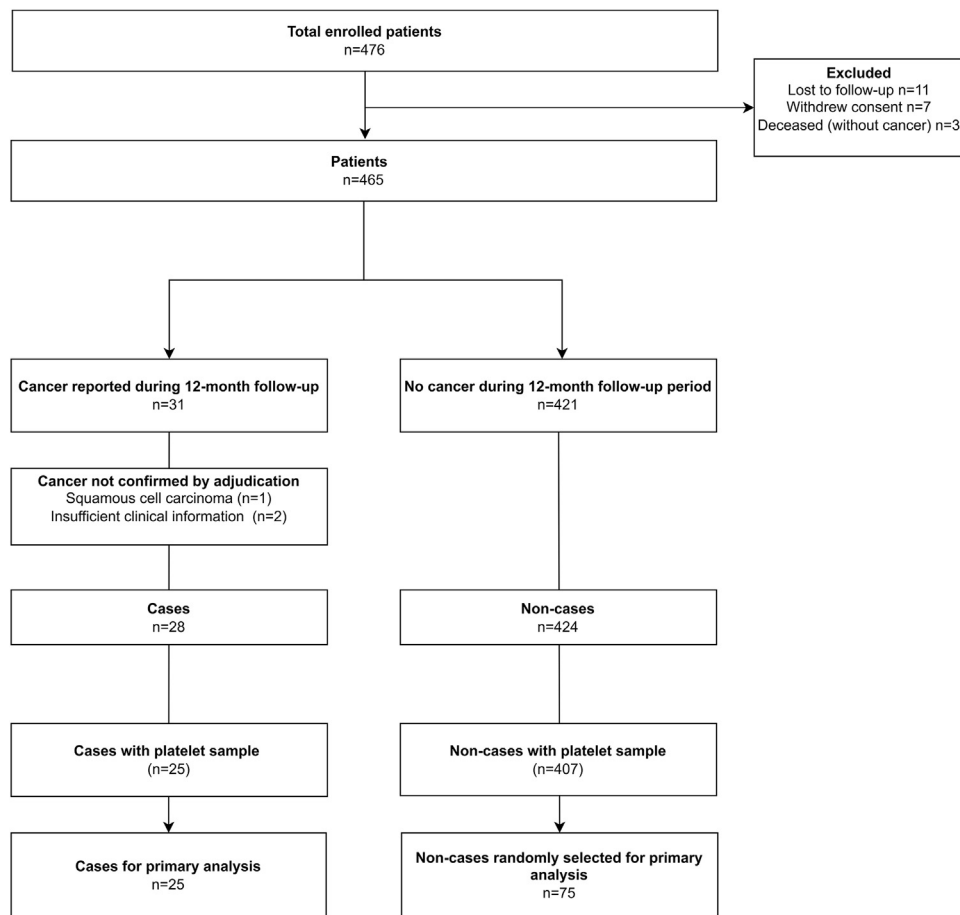 Total enrolled patients
n=476
Excluded
Lost to follow-up n=11
Withdrew consent n=7
Deceased (without cancer) n=3
Patients
n=465
Cancer reported during 12-month follow-up
n=31
No cancer during 12-month follow-up period
n=421
Cancer not confirmed by adjudication
Squamous cell carcinoma (n=1)
Insufficient clinical information (n=2)
Cases
n=28
Non-cases
n=424
Cases with platelet sample
(n=25)
Non-cases with platelet sample
(n=407)
Cases for primary analysis
n=25
Non-cases randomly selected for primary
analysis
n=75